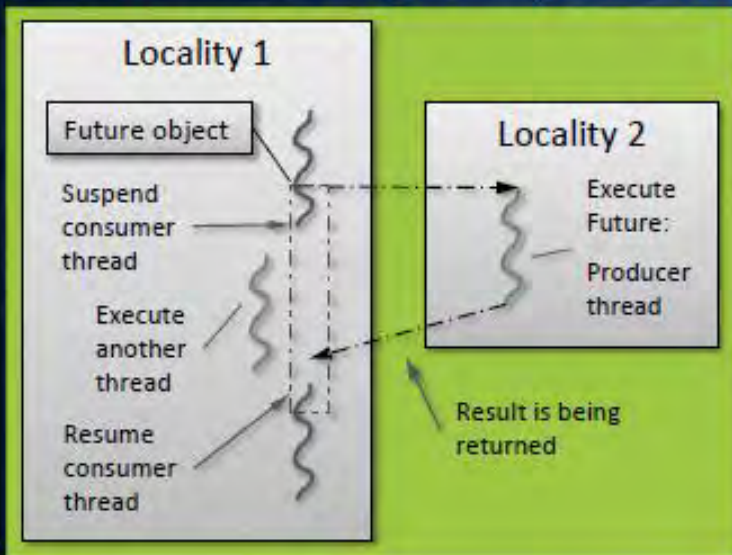 Locality 1
Future object
Suspend
consumer
thread
Execute
another
thread
Resume
consumer
thread
Locality 2
Execute
Future:
Producer
thread
Result is being
returned